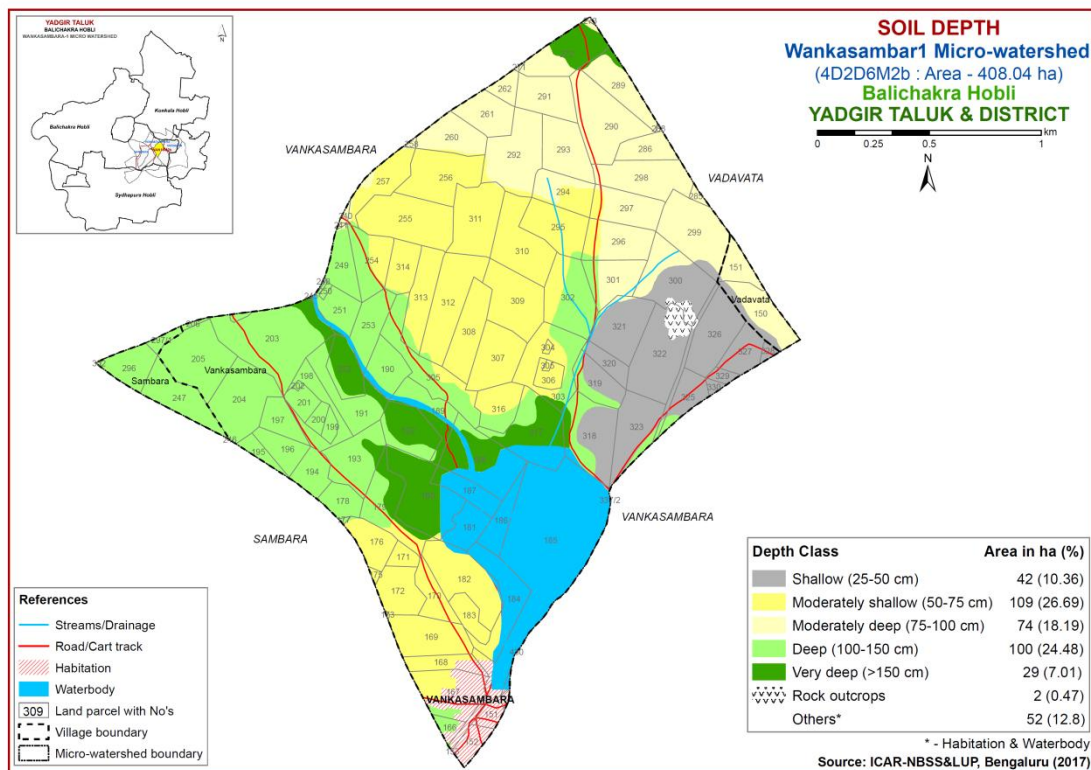 YADGIR TALUK
BALICHAKRA HOBLI
WANKASAMBARA-1 MICRO WATERSHED
N
Konkala Hobli
Balichakra Hobli
Sydhapura Hobli
SOIL DEPTH
Wankasambar1 Micro-watershed
(4D2D6M2b : Area - 408.04 ha)
Balichakra Hobli
YADGIR TALUK & DISTRICT
km
0 0.25 0.5 1
N
VANKASAMBARA
VADAVATA
289
262 291
261 290
260 286
292 293 298
257 256 294 297
255 311 295 299
296
310 151
249 254 314 301 300 Vadavata
313 302 150
251 312 309 321 326
203 253 308 322
205 307 304 327
Sambara Vankasambara 190 305 320 329
296 198 306 319
247 204 202 303 325
201 191 316
197 200 199 323
318
195 196 193
194
178 187
181 185
VANKASAMBARA
SAMBARA
176 171
182
172 170 184
183
169
168
167
VANKASAMBARA
151
166
152
References
Streams/Drainage
Road/Cart track
Habitation
Waterbody
309 Land parcel with No's
Village boundary
Micro-watershed boundary
Depth Class Area in ha (%)
Shallow (25-50 cm) 42 (10.36)
Moderately shallow (50-75 cm) 109 (26.69)
Moderately deep (75-100 cm) 74 (18.19)
Deep (100-150 cm) 100 (24.48)
Very deep (>150 cm) 29 (7.01)
Rock outcrops 2 (0.47)
Others* 52 (12.8)
* - Habitation & Waterbody
Source: ICAR-NBSS&LUP, Bengaluru (2017)